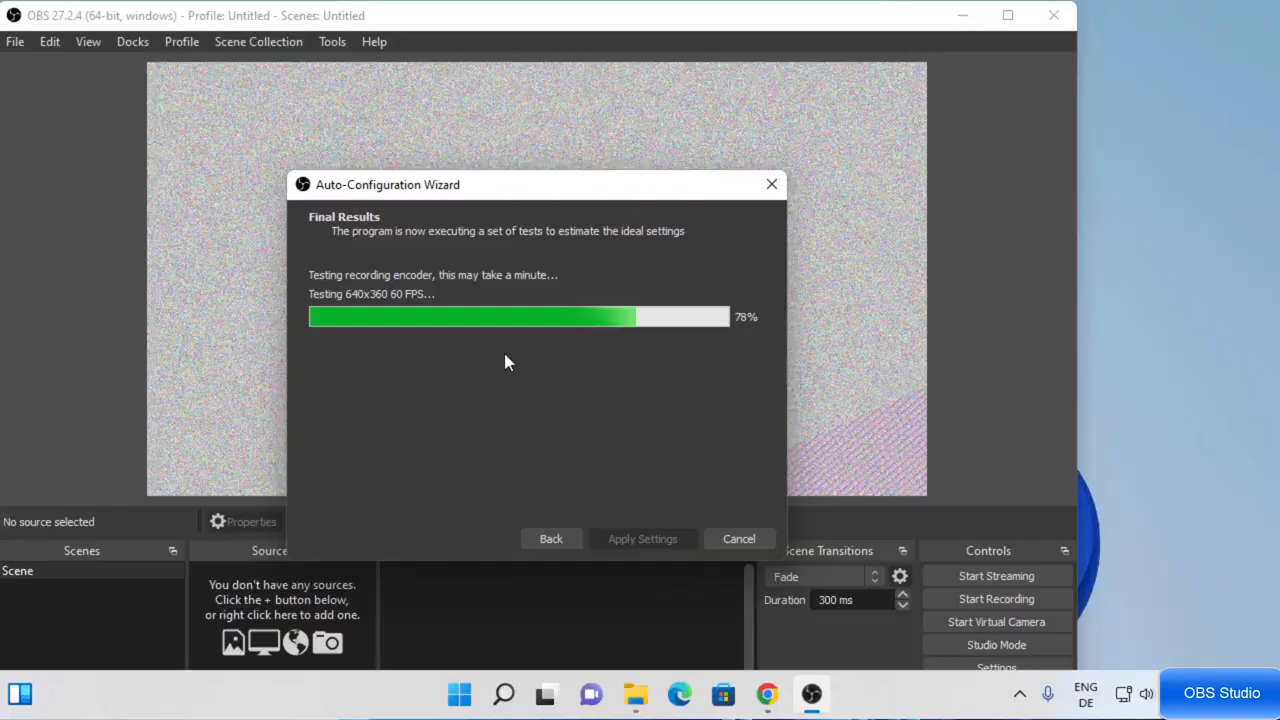 OBS 27.2.4 (64-bit, windows) - Profile: Untitled - Scenes: Untitled
File Edit View Docks Profile Scene Collection Tools Help
Auto-Configuration Wizard
Final Results
The program is now executing a set of tests to estimate the ideal settings
Testing recording encoder, this may take a minute...
Testing 640x360 60 FPS...
78%
Back Apply Settings Cancel
No source selected
Properties
Scenes
Scene
Source
You don't have any sources.
Click the + button below,
or right click here to add one.
Scene Transitions
Fade
Duration 300 ms
Controls
Start Streaming
Start Recording
Start Virtual Camera
Studio Mode
Settings
ENG
DE
OBS Studio